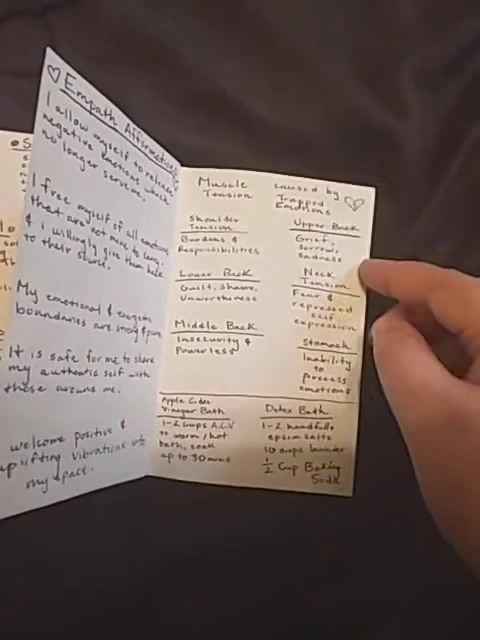 Empath Affirmations
I allow myself to release
negative emotions which
no longer serve me.
I free myself of all emotions
that are not mine to carry
& I willingly give them back
to their source.
My emotional & energetic
boundaries are strong & pure
It is safe for me to share
my authentic self with
those around me.
welcome positive &
uplifting vibrations into
my space.
Muscle
Tension
caused by
Trapped
Emotions
Shoulder
Tension
Burdens &
Responsibilities
Lower Back
Guilt, Shame,
Unworthiness
Middle Back
Insecurity &
Powerless
Upper Back
Grief,
sorrow,
sadness
Neck
Tension
Fear &
repressed
self
expression
Stomach
Inability
to
process
emotions
Apple Cider
Vinegar Bath
1-2 cups A.C.V
to warm/hot
bath, soak
up to 30 mins
Detox Bath
1-2 handfulls
epsom salts
10 drops lavender
1/2 Cup Baking
Soda